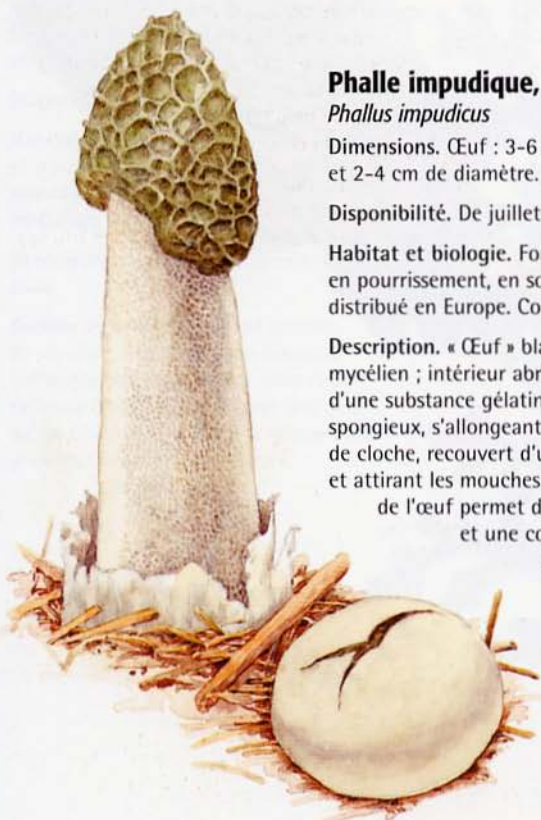 Phalle impudique,
Phallus impudicus
Dimensions. Œuf : 3-6
et 2-4 cm de diamètre.
Disponibilité. De juillet
Habitat et biologie. Fo
en pourrissement, en so
distribué en Europe. Co
Description. « Œuf » bla
mycélien ; intérieur abr
d'une substance gélatin
spongieux, s'allongeant
de cloche, recouvert d'u
et attirant les mouches
de l'œuf permet d
et une co